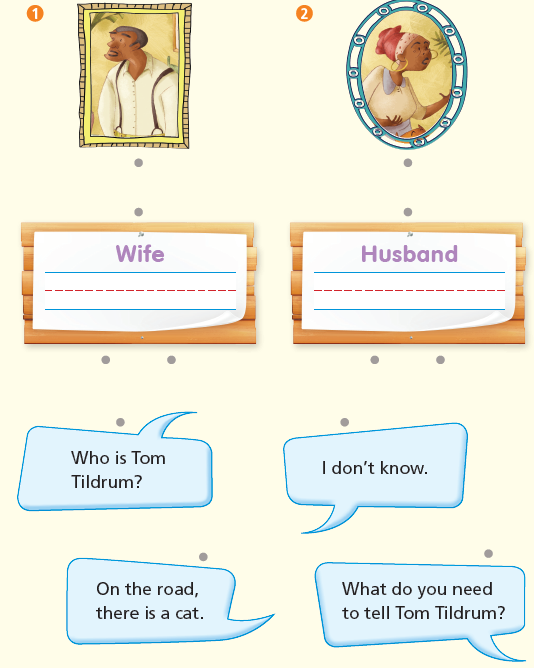 1
2
Wife
Husband
Who is Tom
Tildrum?
I don't know.
On the road,
there is a cat.
What do you need
to tell Tom Tildrum?